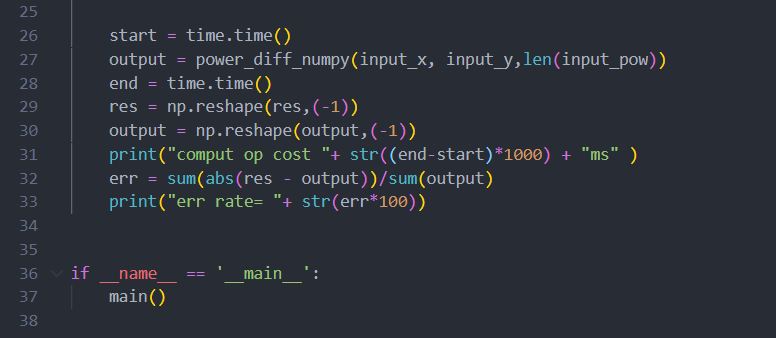 25
26 start = time.time()
27 output = power_diff_numpy(input_x, input_y,len(input_pow))
28 end = time.time()
29 res = np.reshape(res,(-1))
30 output = np.reshape(output,(-1))
31 print("comput op cost "+ str((end-start)*1000) + "ms" )
32 err = sum(abs(res - output))/sum(output)
33 print("err rate= "+ str(err*100))
34
35
36 if __name__ == '__main__':
37 main()
38